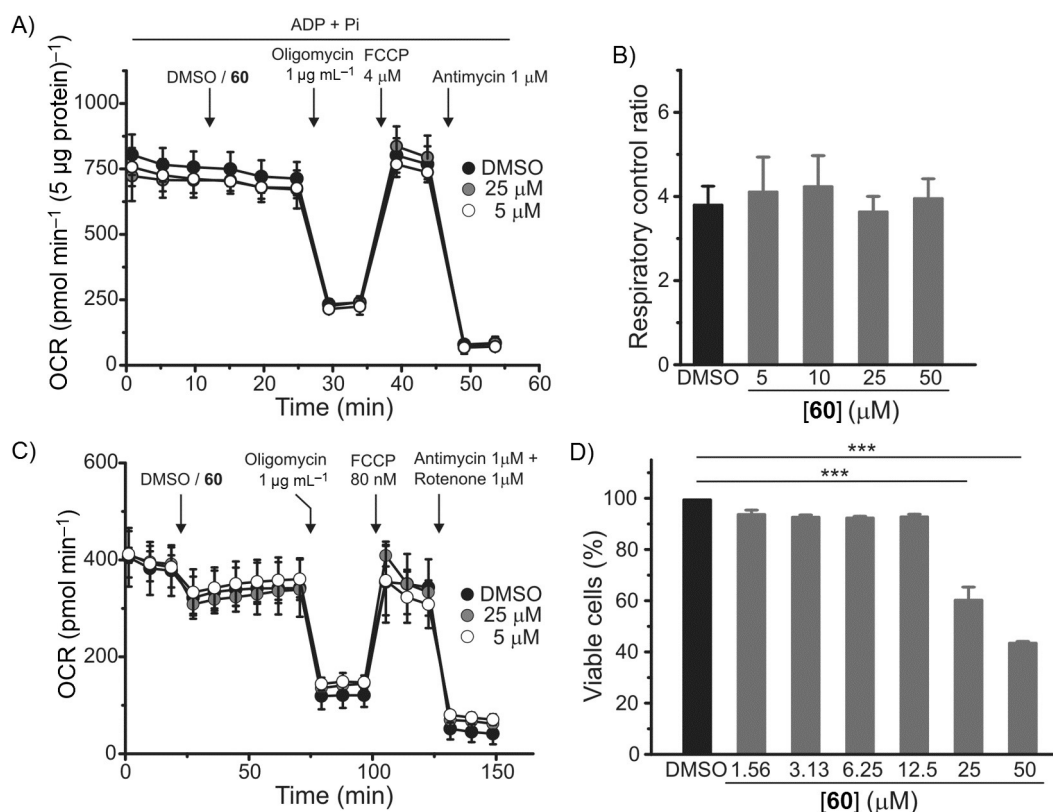 A)
ADP + Pi
DMSO / 60
Oligomycin
1 µg mL⁻¹
FCCP
4 µM
Antimycin 1 µM
OCR (pmol min⁻¹ (5 µg protein)⁻¹)
1000
750
500
250
0
DMSO
25 µM
5 µM
0 10 20 30 40 50 60
Time (min)
B)
Respiratory control ratio
6
4
2
0
DMSO 5 10 25 50
[60] (µM)
C)
DMSO / 60
Oligomycin
1 µg mL⁻¹
FCCP
80 nM
Antimycin 1µM +
Rotenone 1µM
OCR (pmol min⁻¹)
600
400
200
0
DMSO
25 µM
5 µM
0 50 100 150
Time (min)
D)
***
***
Viable cells (%)
100
80
60
40
20
0
DMSO 1.56 3.13 6.25 12.5 25 50
[60] (µM)